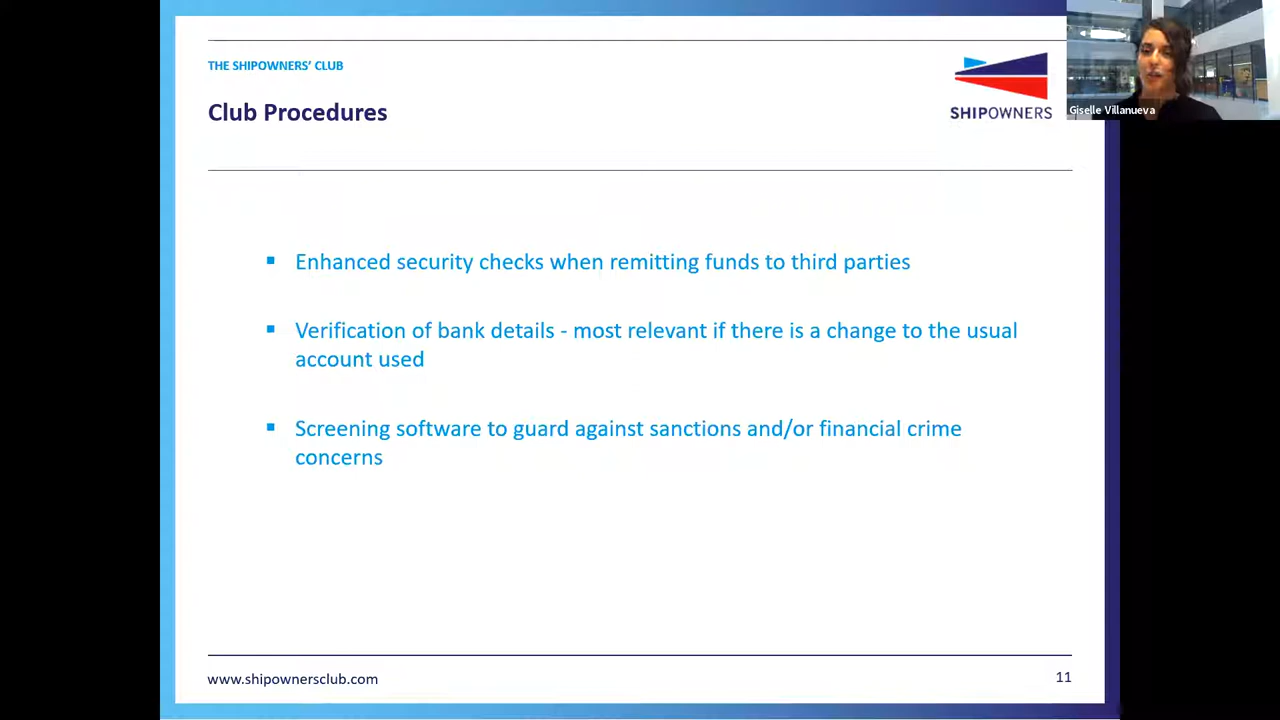 THE SHIPOWNERS' CLUB
Club Procedures
SHIPOWNERS
Giselle Villanueva
▪ Enhanced security checks when remitting funds to third parties
▪ Verification of bank details - most relevant if there is a change to the usual
account used
▪ Screening software to guard against sanctions and/or financial crime
concerns
www.shipownersclub.com
11